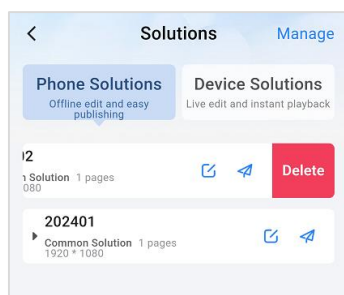 Solutions
Manage
Phone Solutions
Offline edit and easy
publishing
Device Solutions
Live edit and instant playback
02
n Solution 1 pages
080
Delete
202401
Common Solution 1 pages
1920 * 1080